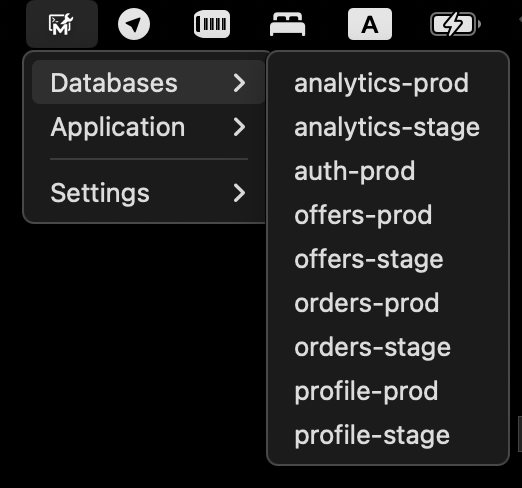 A
Databases
Application
Settings
analytics-prod
analytics-stage
auth-prod
offers-prod
offers-stage
orders-prod
orders-stage
profile-prod
profile-stage